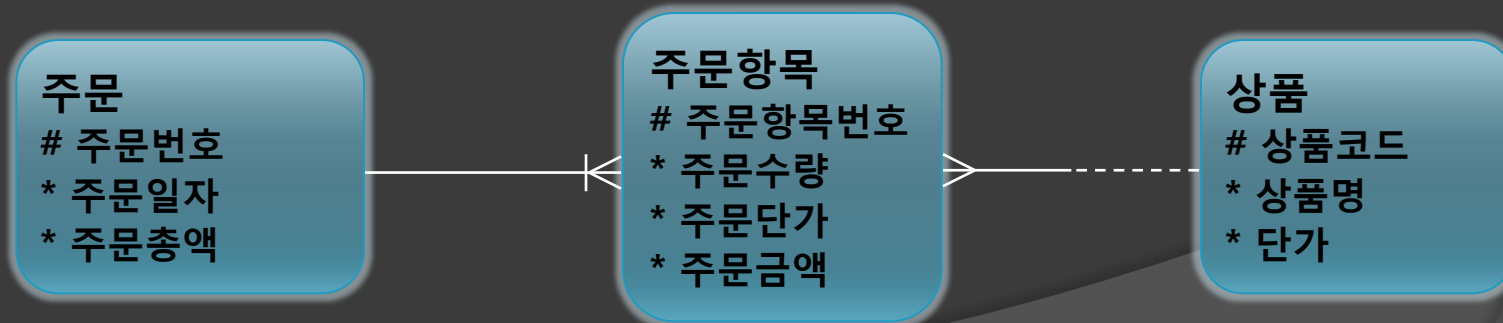 주문
# 주문번호
* 주문일자
* 주문총액
주문항목
# 주문항목번호
* 주문수량
* 주문단가
* 주문금액
상품
# 상품코드
* 상품명
* 단가